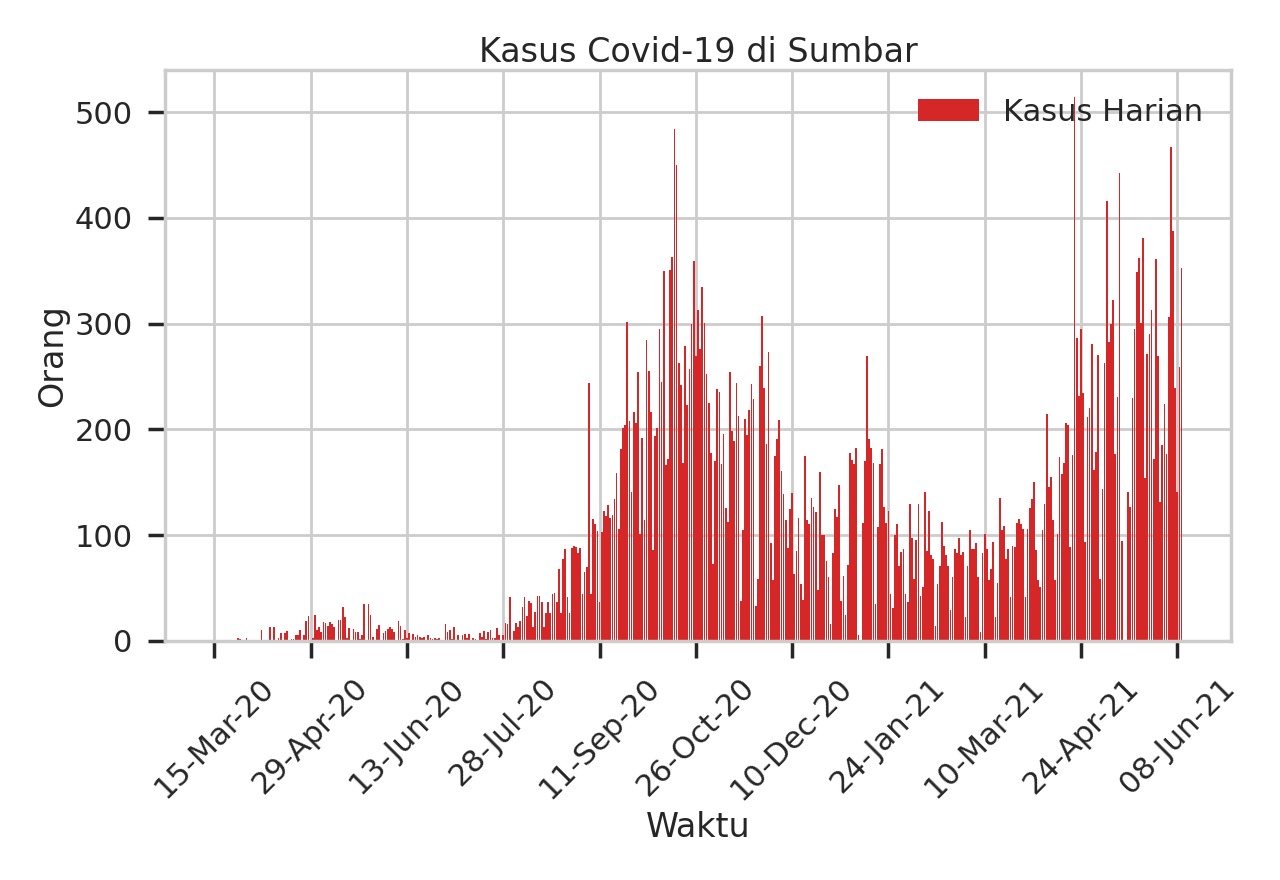 Kasus Covid-19 di Sumbar
Kasus Harian
Orang
500
400
300
200
100
0
15-Mar-20
29-Apr-20
13-Jun-20
28-Jul-20
11-Sep-20
26-Oct-20
10-Dec-20
24-Jan-21
10-Mar-21
24-Apr-21
08-Jun-21
Waktu